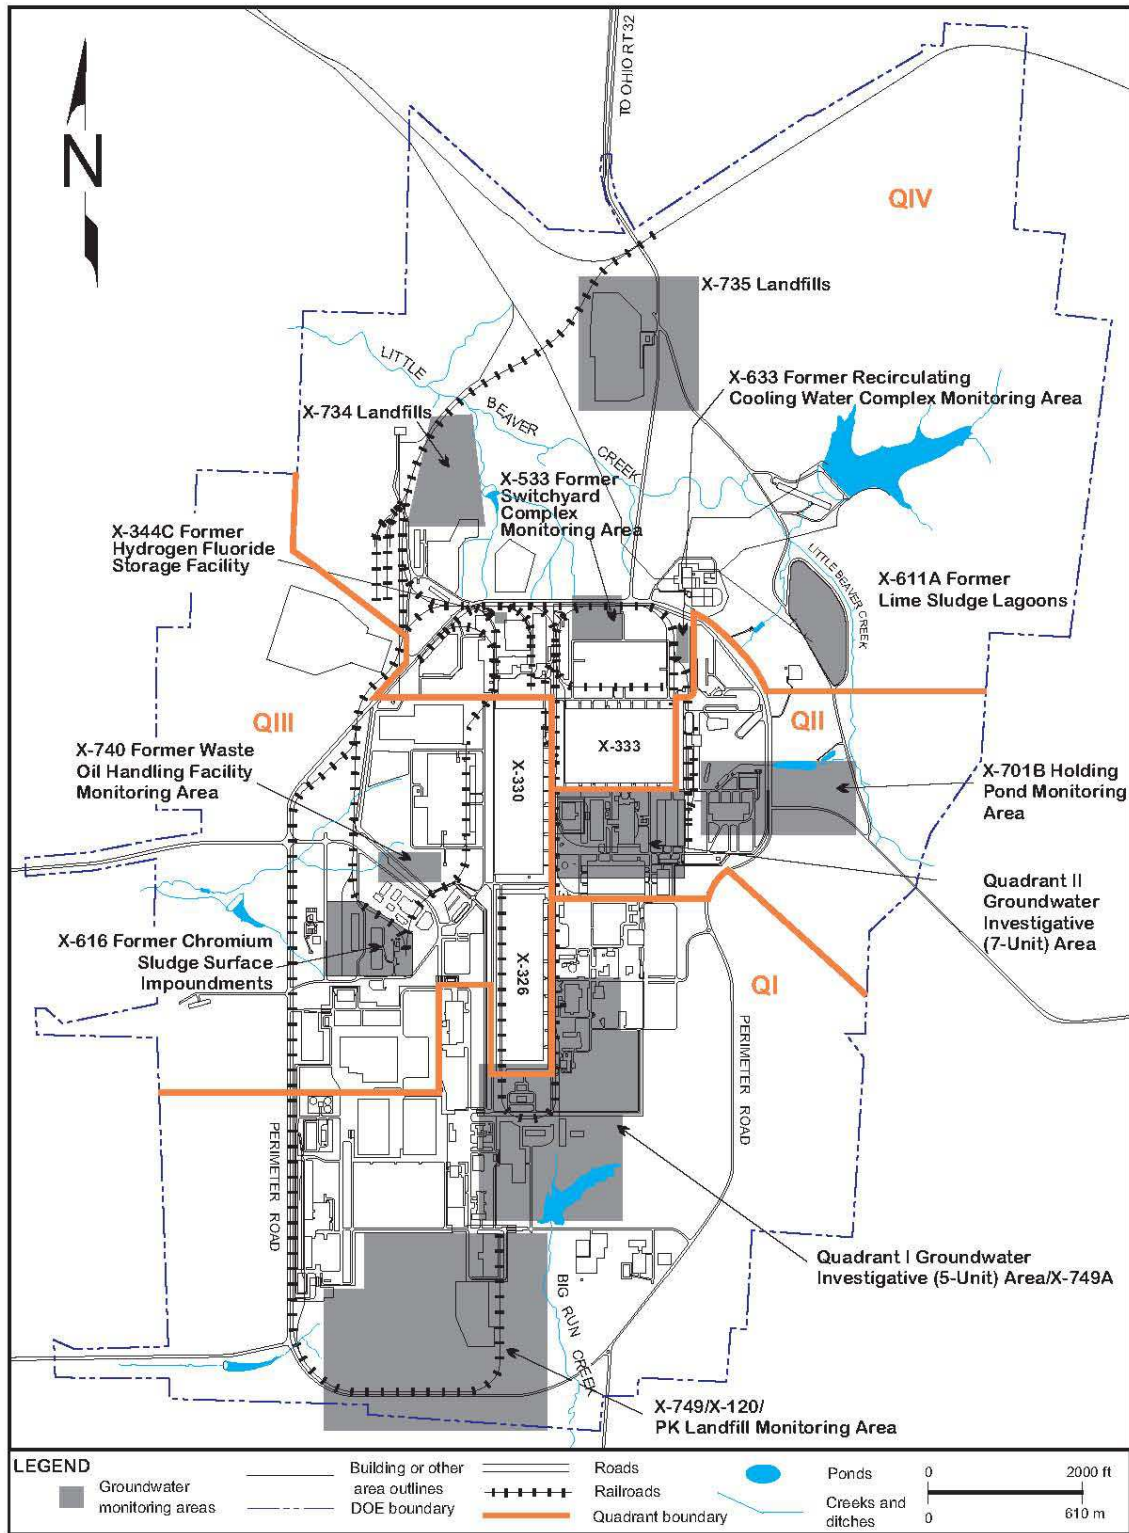 TO OHIO RT 32
N
QIV
X-735 Landfills
LITTLE
BEAVER
CREEK
X-633 Former Recirculating
Cooling Water Complex Monitoring Area
X-734 Landfills
X-533 Former
Switchyard
Complex
Monitoring Area
X-344C Former
Hydrogen Fluoride
Storage Facility
LITTLE BEAVER CREEK
X-611A Former
Lime Sludge Lagoons
QIII
QII
X-333
X-330
X-740 Former Waste
Oil Handling Facility
Monitoring Area
X-701B Holding
Pond Monitoring
Area
Quadrant II
Groundwater
Investigative
(7-Unit) Area
X-616 Former Chromium
Sludge Surface
Impoundments
X-326
QI
PERIMETER ROAD
PERIMETER ROAD
Quadrant I Groundwater
Investigative (5-Unit) Area/X-749A
BIG RUN CREEK
X-749/X-120/
PK Landfill Monitoring Area
LEGEND
Groundwater
monitoring areas
Building or other
area outlines
DOE boundary
Roads
Railroads
Quadrant boundary
Ponds
Creeks and
ditches
0 2000 ft
0 610 m